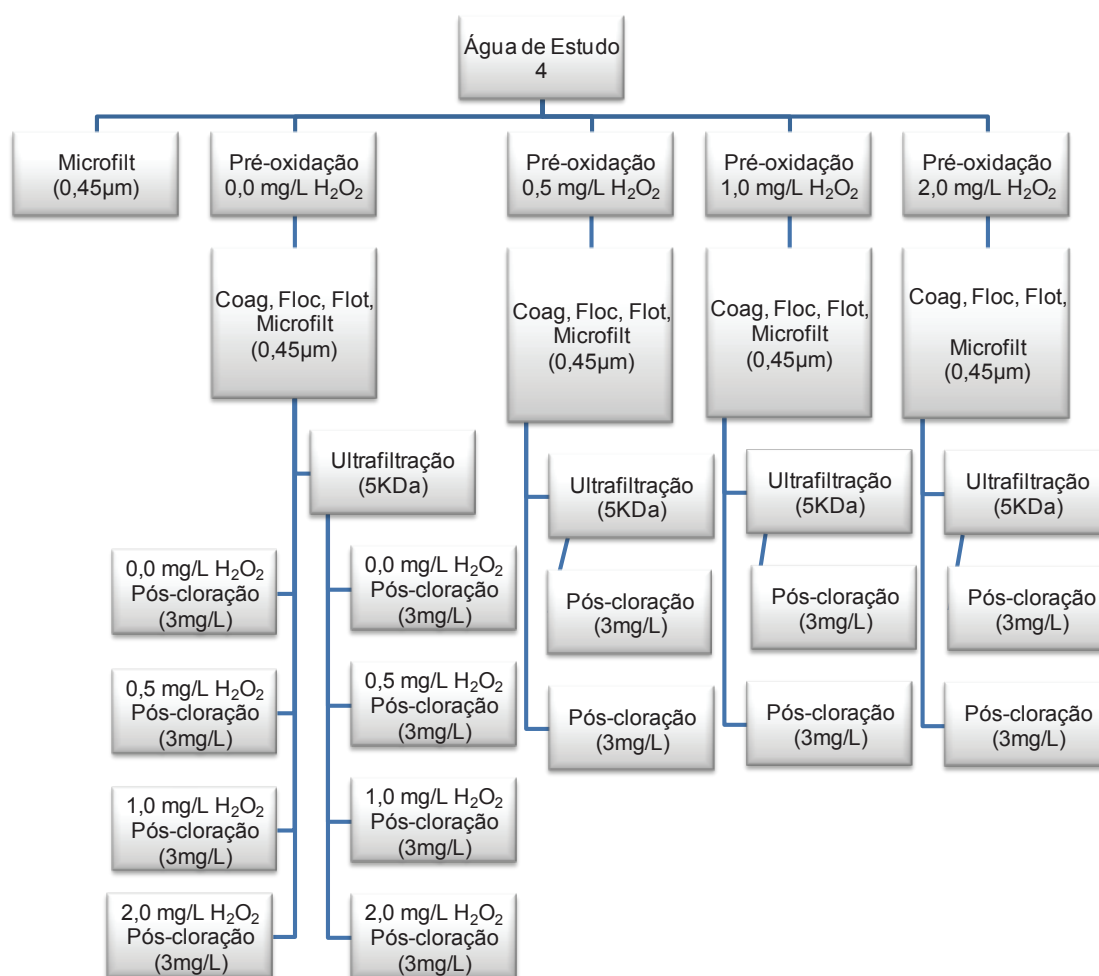 Água de Estudo
4
Microfilt
(0,45µm)
Pré-oxidação
0,0 mg/L H₂O₂
Pré-oxidação
0,5 mg/L H₂O₂
Pré-oxidação
1,0 mg/L H₂O₂
Pré-oxidação
2,0 mg/L H₂O₂
Coag, Floc, Flot,
Microfilt
(0,45µm)
Coag, Floc, Flot,
Microfilt
(0,45µm)
Coag, Floc, Flot,
Microfilt
(0,45µm)
Coag, Floc, Flot,
Microfilt
(0,45µm)
Ultrafiltração
(5KDa)
Ultrafiltração
(5KDa)
Ultrafiltração
(5KDa)
Ultrafiltração
(5KDa)
0,0 mg/L H₂O₂
Pós-cloração
(3mg/L)
0,0 mg/L H₂O₂
Pós-cloração
(3mg/L)
Pós-cloração
(3mg/L)
Pós-cloração
(3mg/L)
Pós-cloração
(3mg/L)
0,5 mg/L H₂O₂
Pós-cloração
(3mg/L)
0,5 mg/L H₂O₂
Pós-cloração
(3mg/L)
Pós-cloração
(3mg/L)
Pós-cloração
(3mg/L)
Pós-cloração
(3mg/L)
1,0 mg/L H₂O₂
Pós-cloração
(3mg/L)
1,0 mg/L H₂O₂
Pós-cloração
(3mg/L)
2,0 mg/L H₂O₂
Pós-cloração
(3mg/L)
2,0 mg/L H₂O₂
Pós-cloração
(3mg/L)